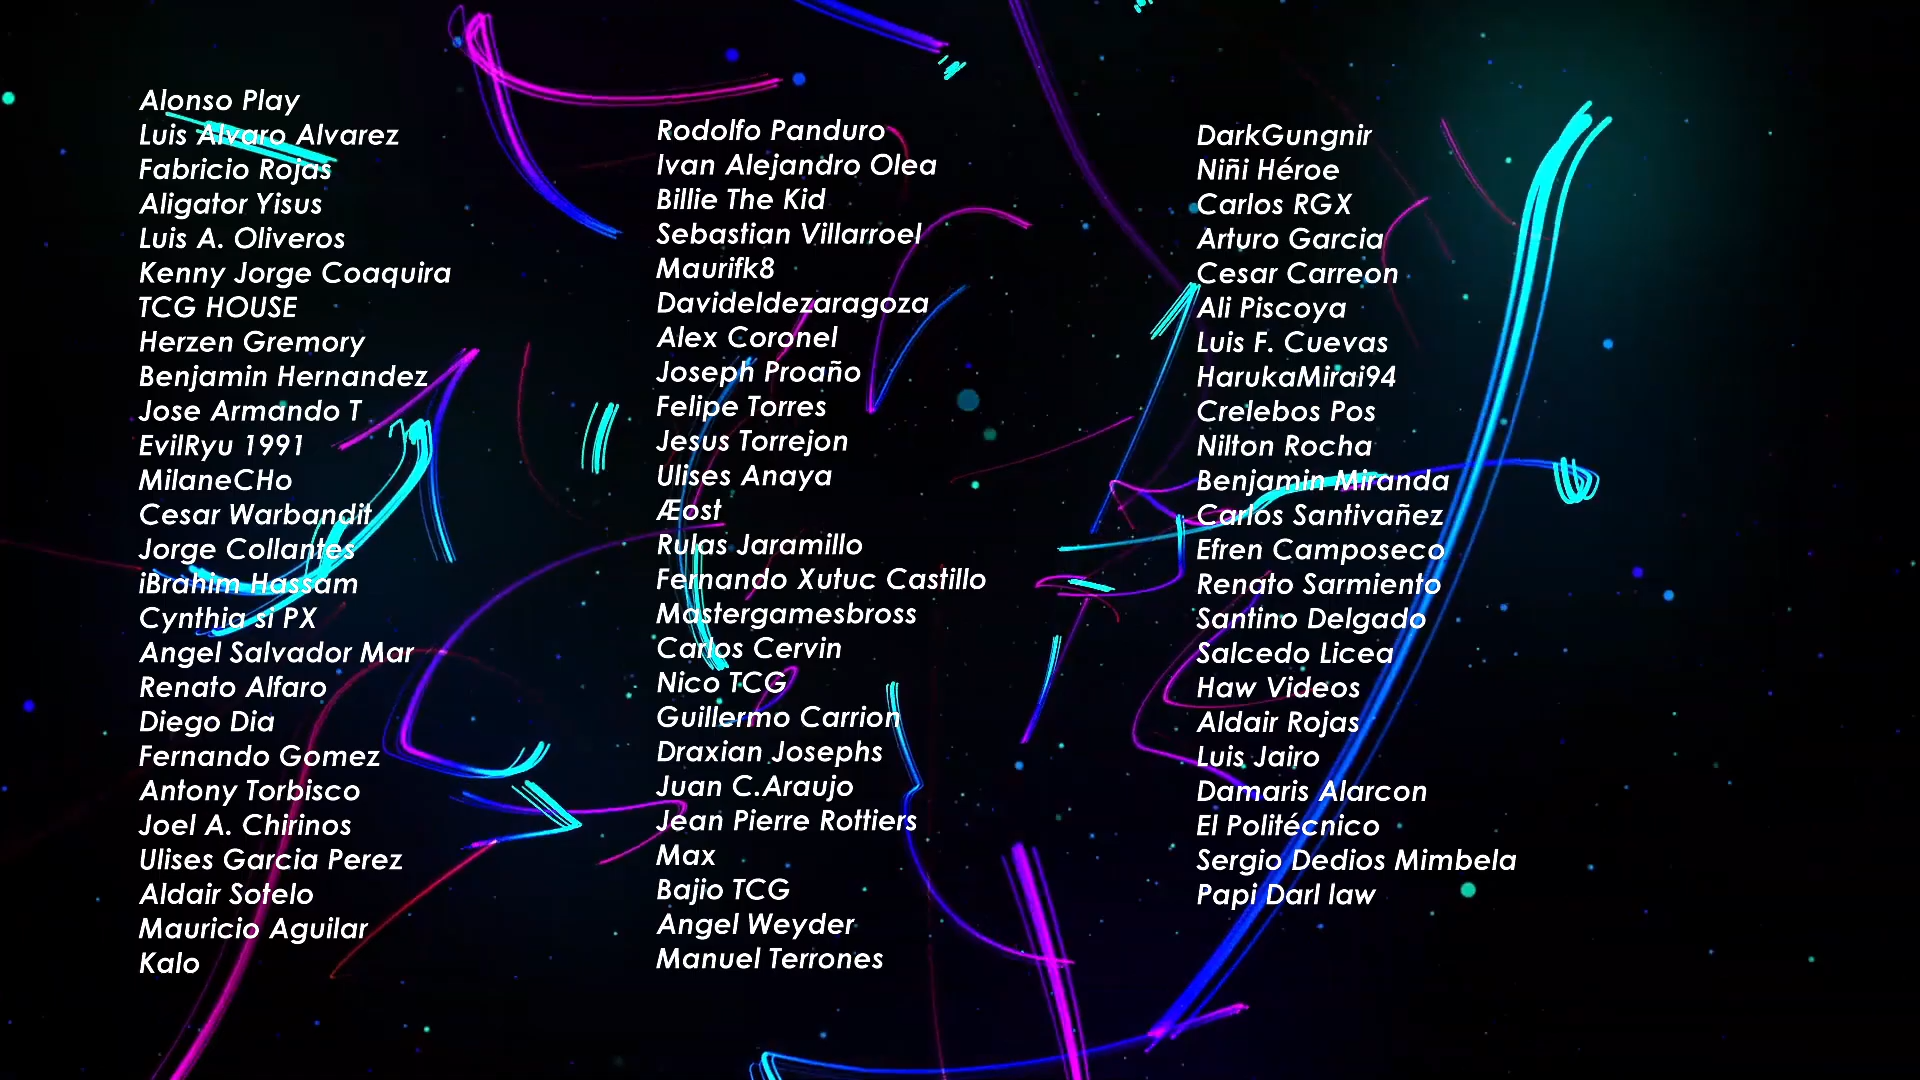 Alonso Play
Luis Alvaro Alvarez
Fabricio Rojas
Aligator Yisus
Luis A. Oliveros
Kenny Jorge Coaquira
TCG HOUSE
Herzen Gremory
Benjamin Hernandez
Jose Armando T
EvilRyu 1991
MilaneCHo
Cesar Warbandit
Jorge Collantes
iBrahim Hassam
Cynthia si PX
Angel Salvador Mar
Renato Alfaro
Diego Dia
Fernando Gomez
Antony Torbisco
Joel A. Chirinos
Ulises Garcia Perez
Aldair Sotelo
Mauricio Aguilar
Kalo
Rodolfo Panduro
Ivan Alejandro Olea
Billie The Kid
Sebastian Villarroel
Maurifk8
Davideldezaragoza
Alex Coronel
Joseph Proaño
Felipe Torres
Jesus Torrejon
Ulises Anaya
Æost
Rulas Jaramillo
Fernando Xutuc Castillo
Mastergamesbross
Carlos Cervin
Nico TCG
Guillermo Carrion
Draxian Josephs
Juan C.Araujo
Jean Pierre Rottiers
Max
Bajio TCG
Angel Weyder
Manuel Terrones
DarkGungnir
Niñi Héroe
Carlos RGX
Arturo Garcia
Cesar Carreon
Ali Piscoya
Luis F. Cuevas
HarukaMirai94
Crelebos Pos
Nilton Rocha
Benjamin Miranda
Carlos Santivañez
Efren Camposeco
Renato Sarmiento
Santino Delgado
Salcedo Licea
Haw Videos
Aldair Rojas
Luis Jairo
Damaris Alarcon
El Politécnico
Sergio Dedios Mimbela
Papi Darl law